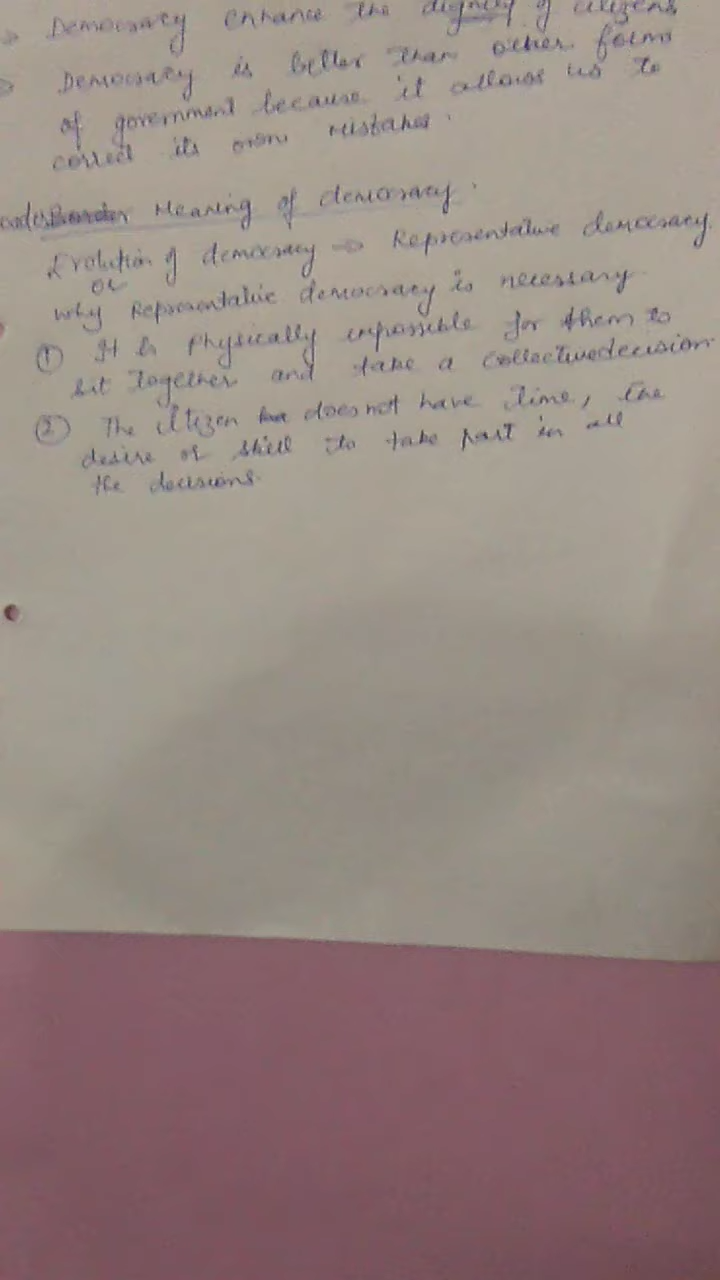 > Democracy enhance the dignity of citizens
> Democracy is better than other forms
of government because it allows us to
correct its own mistakes.
Meaning of democracy.
Evolution of democracy => Representative democracy.
or
why Representative democracy is necessary
① It is physically impossible for them to
sit together and take a collective decision
② The citizen does not have time, the
desire or skill to take part in all
the decisions.